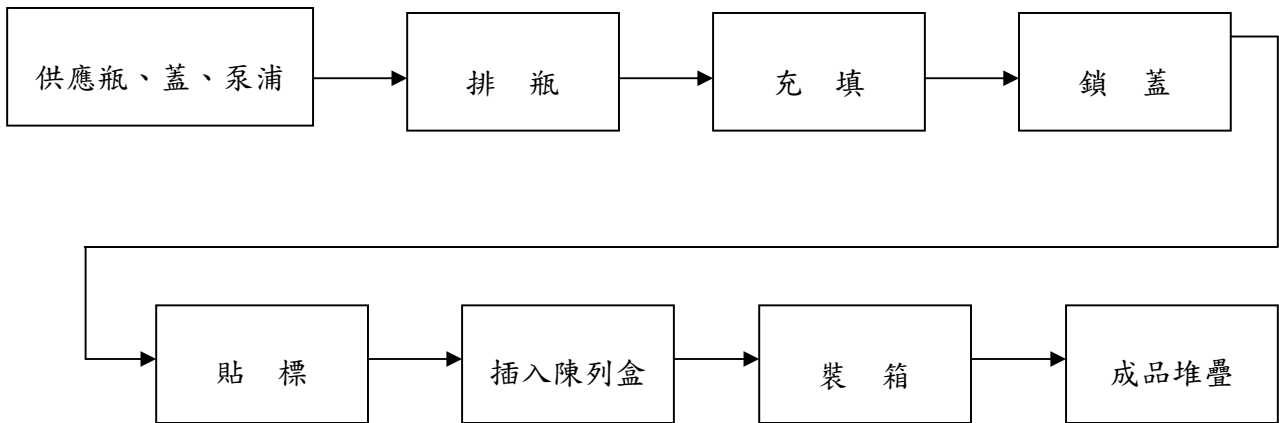 供應瓶、蓋、泵浦
排 瓶
充 填
鎖 蓋
貼 標
插入陳列盒
裝 箱
成品堆疊